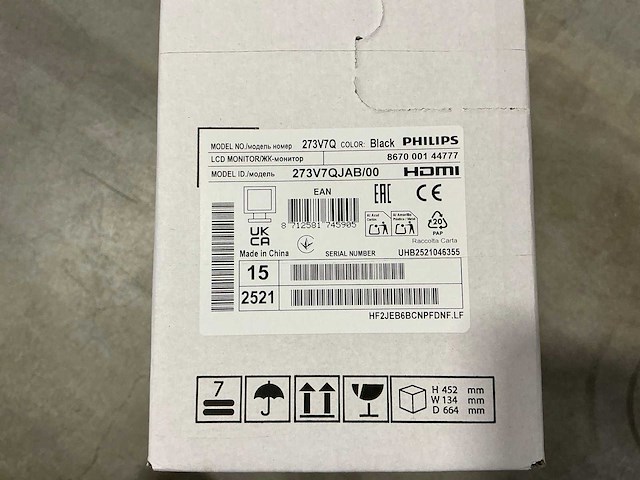 MODEL NO./модель номер 273V7Q COLOR: Black PHILIPS
LCD MONITOR/ЖК-монитор 8670 001 44777
MODEL ID./модель 273V7QJAB/00 HDMI
EAN EAC CE
8 712581 745905
UK CA
20
PAP
Raccolta Carta
Made in China SERIAL NUMBER UHB2521046355
15
2521
HF2JEB6BCNPFDNF.LF
7
H 452 mm
W 134 mm
D 664 mm